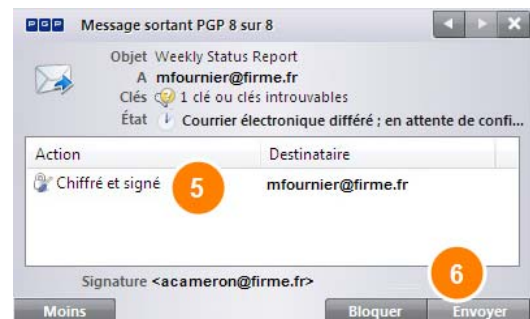 PGP Message sortant PGP 8 sur 8
Objet Weekly Status Report
A mfournier@firme.fr
Clés 1 clé ou clés introuvables
État Courrier électronique différé ; en attente de confi...
Action Destinataire
Chiffré et signé 5 mfournier@firme.fr
Signature <acameron@firme.fr>
6
Moins Bloquer Envoyer